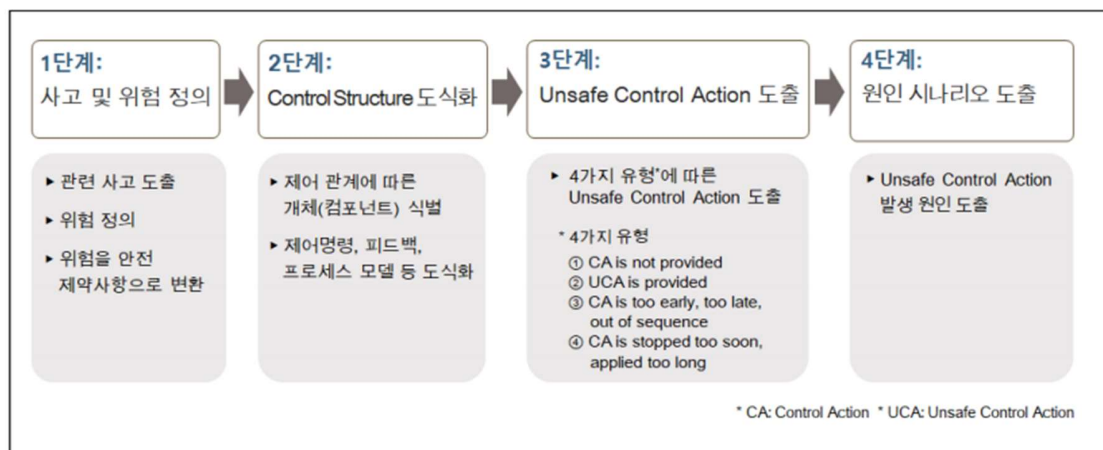 1단계:
사고 및 위험 정의
2단계:
Control Structure 도식화
3단계:
Unsafe Control Action 도출
4단계:
원인 시나리오 도출
▸ 관련 사고 도출
▸ 위험 정의
▸ 위험을 안전
제약사항으로 변환
▸ 제어 관계에 따른
개체(컴포넌트) 식별
▸ 제어명령, 피드백,
프로세스 모델 등 도식화
▸ 4가지 유형*에 따른
Unsafe Control Action 도출
* 4가지 유형
① CA is not provided
② UCA is provided
③ CA is too early, too late,
out of sequence
④ CA is stopped too soon,
applied too long
▸ Unsafe Control Action
발생 원인 도출
* CA: Control Action * UCA: Unsafe Control Action